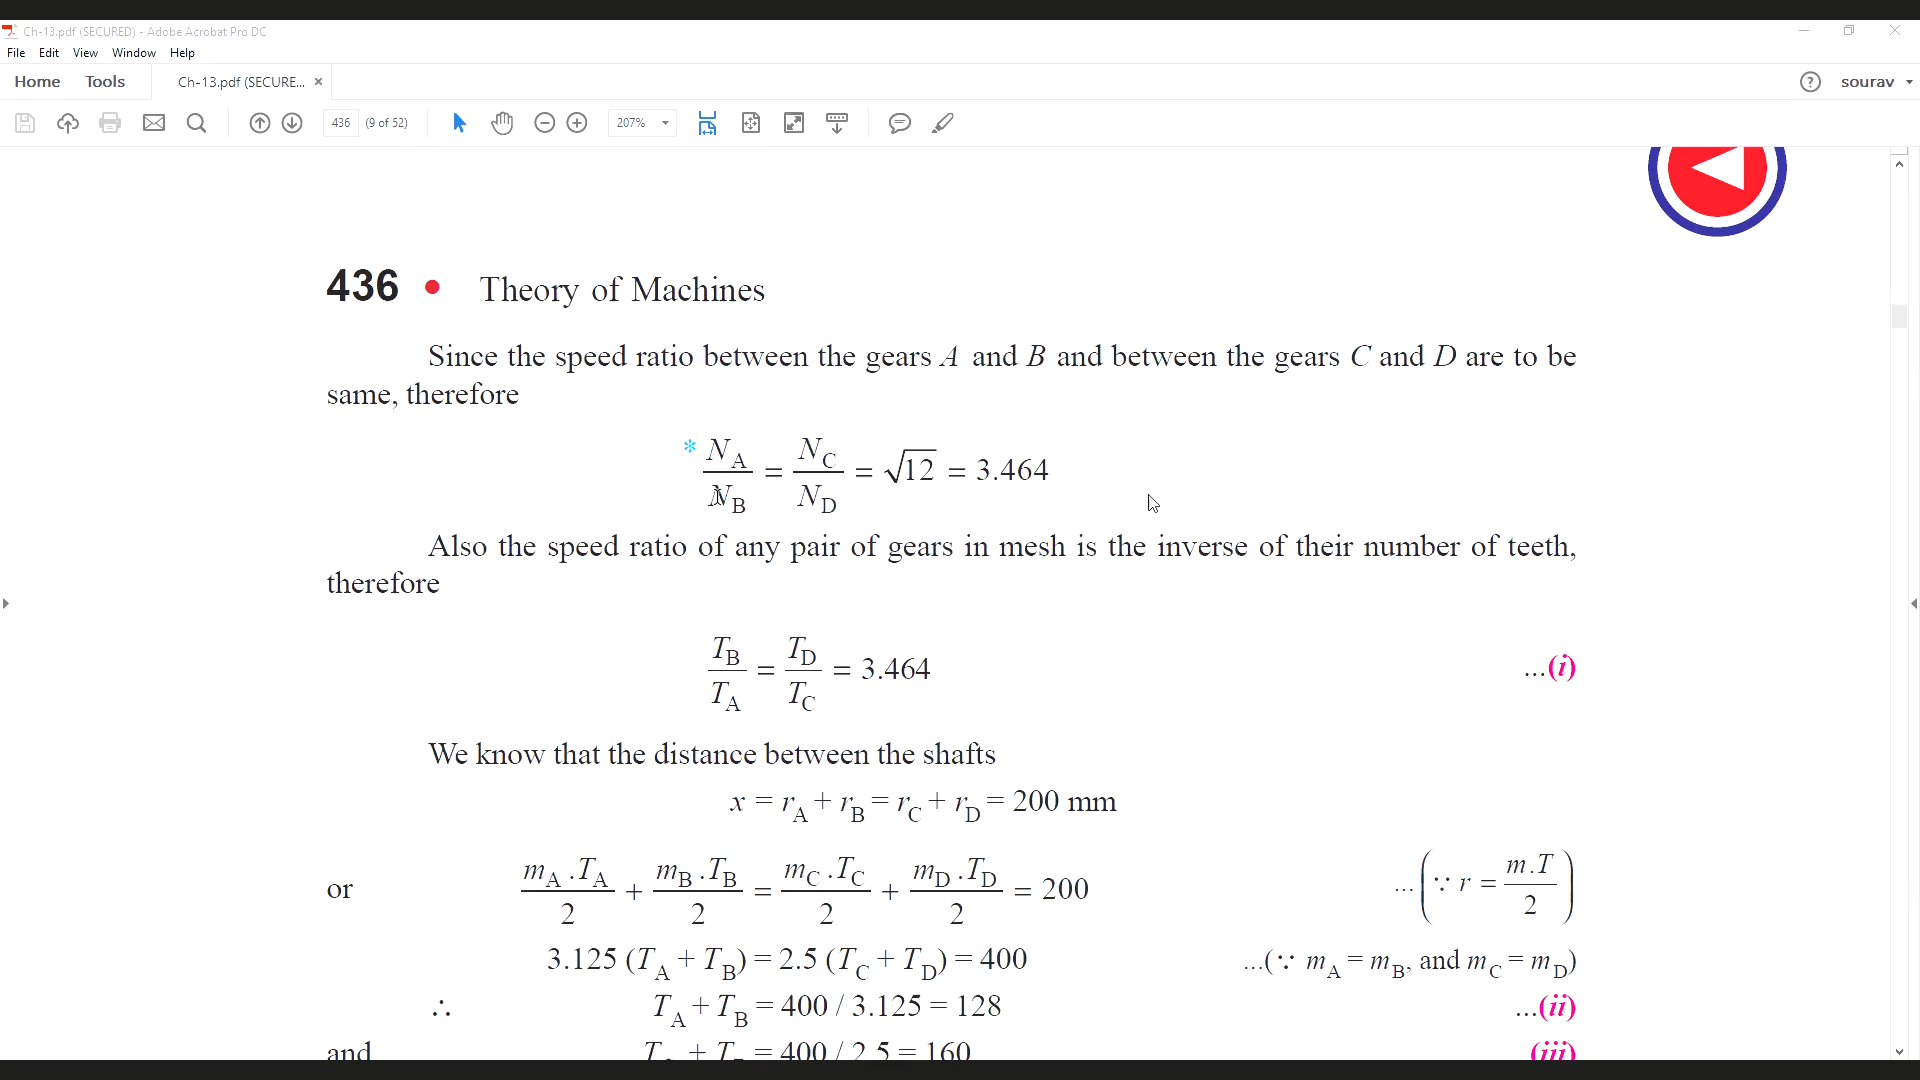 Ch-13.pdf (SECURED) - Adobe Acrobat Pro DC
File Edit View Window Help
Home Tools Ch-13.pdf (SECURE... × ? sourav
436 (9 of 52) 207%
436 • Theory of Machines
Since the speed ratio between the gears A and B and between the gears C and D are to be
same, therefore
* N_A / N_B = N_C / N_D = √12 = 3.464
Also the speed ratio of any pair of gears in mesh is the inverse of their number of teeth,
therefore
T_B / T_A = T_D / T_C = 3.464 ...(i)
We know that the distance between the shafts
x = r_A + r_B = r_C + r_D = 200 mm
or m_A .T_A / 2 + m_B .T_B / 2 = m_C .T_C / 2 + m_D .T_D / 2 = 200 ...(∵ r = m.T / 2)
3.125 (T_A + T_B) = 2.5 (T_C + T_D) = 400 ...(∵ m_A = m_B, and m_C = m_D)
∴ T_A + T_B = 400 / 3.125 = 128 ...(ii)
and T + T = 400 / 2.5 = 160 (iii)